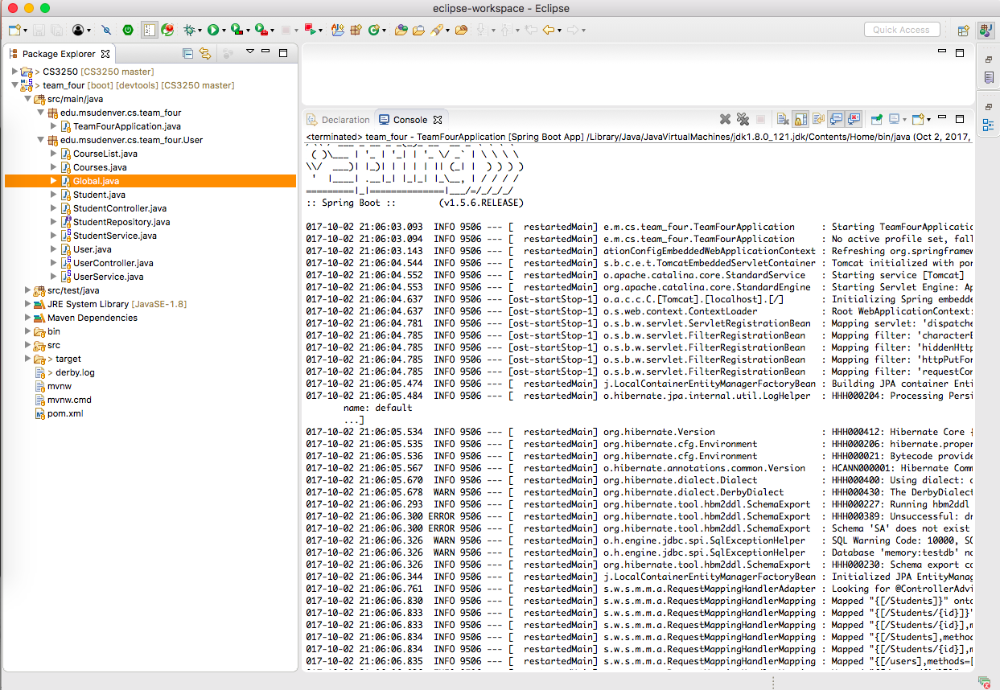 eclipse-workspace - Eclipse
Quick Access
Package Explorer
> CS3250 [CS3250 master]
> team_four [boot] [devtools] [CS3250 master]
src/main/java
edu.msudenver.cs.team_four
TeamFourApplication.java
edu.msudenver.cs.team_four.User
CourseList.java
Courses.java
Global.java
Student.java
StudentController.java
StudentRepository.java
StudentService.java
User.java
UserController.java
UserService.java
src/test/java
JRE System Library [JavaSE-1.8]
Maven Dependencies
bin
src
> target
> derby.log
mvnw
mvnw.cmd
pom.xml
Declaration Console
<terminated> team_four - TeamFourApplication [Spring Boot App] /Library/Java/JavaVirtualMachines/jdk1.8.0_121.jdk/Contents/Home/bin/java (Oct 2, 2017,
( )\___ | '_ | '_| | '_ \/ _` | \ \ \ \
\\/  ___)| |_)| | | | | || (_| |  ) ) ) )
'  |____| .__|_| |_|_| |_\__, | / / / /
=========|_|==============|___/=/_/_/_/
:: Spring Boot ::        (v1.5.6.RELEASE)
017-10-02 21:06:03.093  INFO 9506 --- [  restartedMain] e.m.cs.team_four.TeamFourApplication     : Starting TeamFourApplicatio
017-10-02 21:06:03.094  INFO 9506 --- [  restartedMain] e.m.cs.team_four.TeamFourApplication     : No active profile set, fall
017-10-02 21:06:03.143  INFO 9506 --- [  restartedMain] ationConfigEmbeddedWebApplicationContext : Refreshing org.springframew
017-10-02 21:06:04.544  INFO 9506 --- [  restartedMain] s.b.c.e.t.TomcatEmbeddedServletContainer : Tomcat initialized with por
017-10-02 21:06:04.552  INFO 9506 --- [  restartedMain] o.apache.catalina.core.StandardService   : Starting service [Tomcat]
017-10-02 21:06:04.553  INFO 9506 --- [  restartedMain] org.apache.catalina.core.StandardEngine  : Starting Servlet Engine: Ap
017-10-02 21:06:04.637  INFO 9506 --- [ost-startStop-1] o.a.c.c.C.[Tomcat].[localhost].[/]       : Initializing Spring embedde
017-10-02 21:06:04.637  INFO 9506 --- [ost-startStop-1] o.s.web.context.ContextLoader            : Root WebApplicationContext:
017-10-02 21:06:04.781  INFO 9506 --- [ost-startStop-1] o.s.b.w.servlet.ServletRegistrationBean  : Mapping servlet: 'dispatche
017-10-02 21:06:04.785  INFO 9506 --- [ost-startStop-1] o.s.b.w.servlet.FilterRegistrationBean   : Mapping filter: 'characterE
017-10-02 21:06:04.785  INFO 9506 --- [ost-startStop-1] o.s.b.w.servlet.FilterRegistrationBean   : Mapping filter: 'hiddenHttp
017-10-02 21:06:04.785  INFO 9506 --- [ost-startStop-1] o.s.b.w.servlet.FilterRegistrationBean   : Mapping filter: 'httpPutFor
017-10-02 21:06:04.785  INFO 9506 --- [ost-startStop-1] o.s.b.w.servlet.FilterRegistrationBean   : Mapping filter: 'requestCon
017-10-02 21:06:05.474  INFO 9506 --- [  restartedMain] j.LocalContainerEntityManagerFactoryBean : Building JPA container Enti
017-10-02 21:06:05.484  INFO 9506 --- [  restartedMain] o.hibernate.jpa.internal.util.LogHelper  : HHH000204: Processing Persi
name: default
...]
017-10-02 21:06:05.534  INFO 9506 --- [  restartedMain] org.hibernate.Version                    : HHH000412: Hibernate Core {
017-10-02 21:06:05.535  INFO 9506 --- [  restartedMain] org.hibernate.cfg.Environment            : HHH000206: hibernate.proper
017-10-02 21:06:05.536  INFO 9506 --- [  restartedMain] org.hibernate.cfg.Environment            : HHH000021: Bytecode provide
017-10-02 21:06:05.567  INFO 9506 --- [  restartedMain] o.hibernate.annotations.common.Version   : HCANN000001: Hibernate Comm
017-10-02 21:06:05.670  INFO 9506 --- [  restartedMain] org.hibernate.dialect.Dialect            : HHH000400: Using dialect: o
017-10-02 21:06:05.678  WARN 9506 --- [  restartedMain] org.hibernate.dialect.DerbyDialect       : HHH000430: The DerbyDialect
017-10-02 21:06:06.293  INFO 9506 --- [  restartedMain] org.hibernate.tool.hbm2ddl.SchemaExport  : HHH000227: Running hbm2ddl
017-10-02 21:06:06.300 ERROR 9506 --- [  restartedMain] org.hibernate.tool.hbm2ddl.SchemaExport  : HHH000389: Unsuccessful: dr
017-10-02 21:06:06.300 ERROR 9506 --- [  restartedMain] org.hibernate.tool.hbm2ddl.SchemaExport  : Schema 'SA' does not exist
017-10-02 21:06:06.326  WARN 9506 --- [  restartedMain] o.h.engine.jdbc.spi.SqlExceptionHelper   : SQL Warning Code: 10000, SQ
017-10-02 21:06:06.326  WARN 9506 --- [  restartedMain] o.h.engine.jdbc.spi.SqlExceptionHelper   : Database 'memory:testdb' no
017-10-02 21:06:06.326  INFO 9506 --- [  restartedMain] org.hibernate.tool.hbm2ddl.SchemaExport  : HHH000230: Schema export co
017-10-02 21:06:06.344  INFO 9506 --- [  restartedMain] j.LocalContainerEntityManagerFactoryBean : Initialized JPA EntityManag
017-10-02 21:06:06.761  INFO 9506 --- [  restartedMain] s.w.s.m.m.a.RequestMappingHandlerAdapter : Looking for @ControllerAdvi
017-10-02 21:06:06.830  INFO 9506 --- [  restartedMain] s.w.s.m.m.a.RequestMappingHandlerMapping : Mapped "{[/Students]}" onto
017-10-02 21:06:06.833  INFO 9506 --- [  restartedMain] s.w.s.m.m.a.RequestMappingHandlerMapping : Mapped "{[/Students/{id}]}"
017-10-02 21:06:06.833  INFO 9506 --- [  restartedMain] s.w.s.m.m.a.RequestMappingHandlerMapping : Mapped "{[/Students/{id}],m
017-10-02 21:06:06.834  INFO 9506 --- [  restartedMain] s.w.s.m.m.a.RequestMappingHandlerMapping : Mapped "{[/Students],method
017-10-02 21:06:06.834  INFO 9506 --- [  restartedMain] s.w.s.m.m.a.RequestMappingHandlerMapping : Mapped "{[/Students/{id}],m
017-10-02 21:06:06.835  INFO 9506 --- [  restartedMain] s.w.s.m.m.a.RequestMappingHandlerMapping : Mapped "{[/users],methods=[